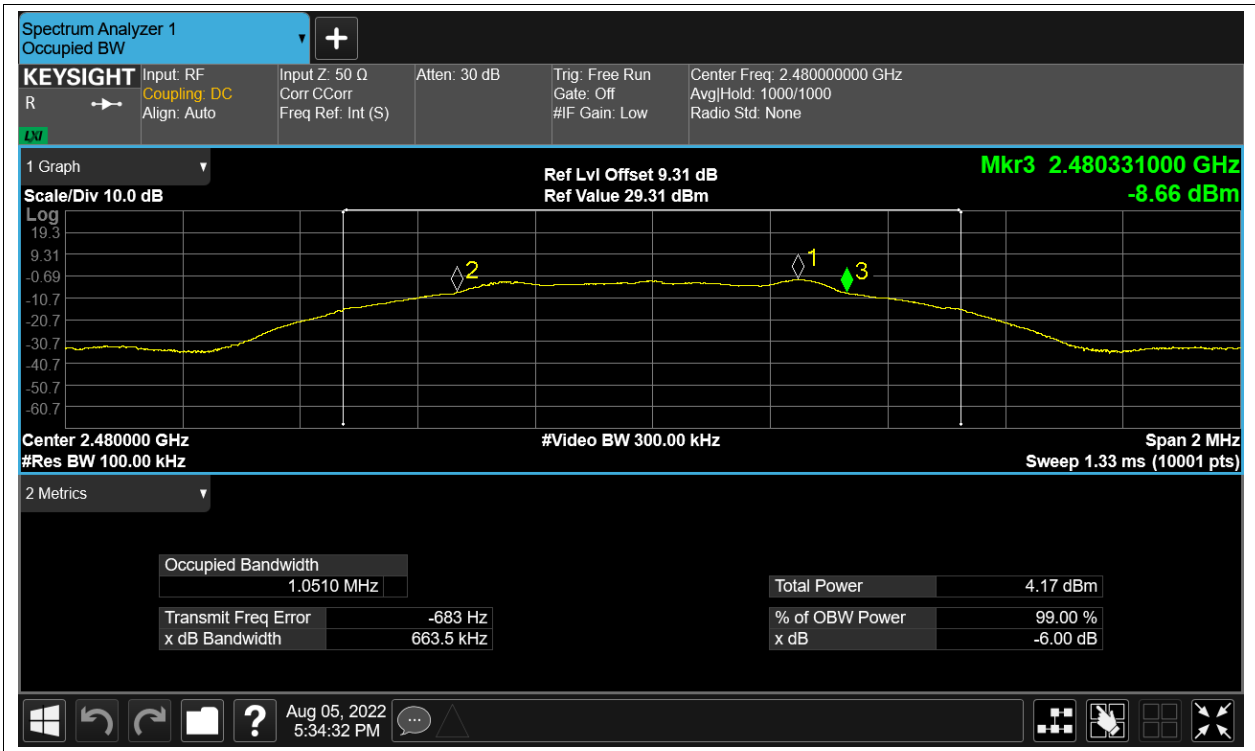 Spectrum Analyzer 1
Occupied BW
KEYSIGHT
R
LXI
Input: RF
Coupling: DC
Align: Auto
Input Z: 50 Ω
Corr CCorr
Freq Ref: Int (S)
Atten: 30 dB
Trig: Free Run
Gate: Off
#IF Gain: Low
Center Freq: 2.480000000 GHz
Avg|Hold: 1000/1000
Radio Std: None
1 Graph
Scale/Div 10.0 dB
Ref Lvl Offset 9.31 dB
Ref Value 29.31 dBm
Mkr3 2.480331000 GHz
-8.66 dBm
Log
19.3
9.31
-0.69
-10.7
-20.7
-30.7
-40.7
-50.7
-60.7
2
1
3
Center 2.480000 GHz
#Res BW 100.00 kHz
#Video BW 300.00 kHz
Span 2 MHz
Sweep 1.33 ms (10001 pts)
2 Metrics
Occupied Bandwidth
1.0510 MHz
Transmit Freq Error -683 Hz
x dB Bandwidth 663.5 kHz
Total Power 4.17 dBm
% of OBW Power 99.00 %
x dB -6.00 dB
?
Aug 05, 2022
5:34:32 PM